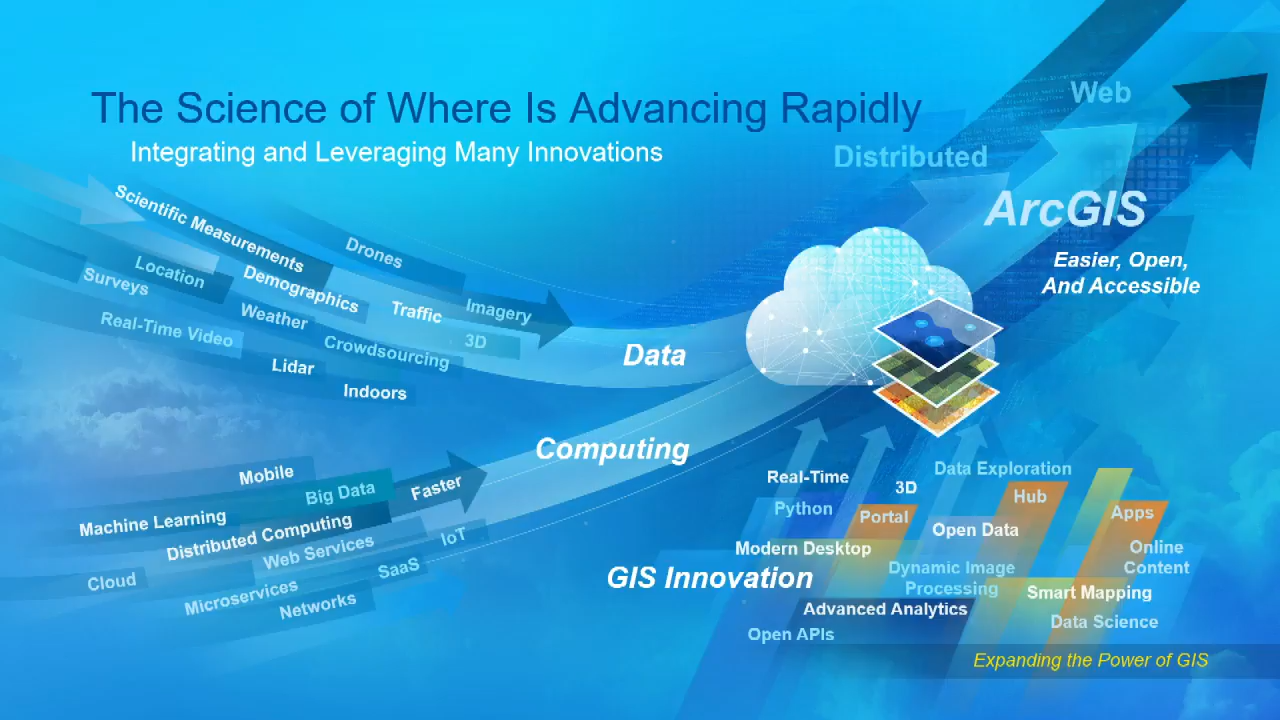 The Science of Where Is Advancing Rapidly
Integrating and Leveraging Many Innovations
Web
Distributed
ArcGIS
Easier, Open,
And Accessible
Scientific Measurements
Drones
Location
Demographics
Surveys
Traffic
Imagery
Weather
Real-Time Video
Crowdsourcing
3D
Lidar
Indoors
Data
Computing
Mobile
Big Data
Faster
Machine Learning
Distributed Computing
Web Services
IoT
Cloud
SaaS
Microservices
Networks
GIS Innovation
Real-Time
3D
Data Exploration
Hub
Python
Portal
Apps
Open Data
Modern Desktop
Online
Content
Dynamic Image
Processing
Smart Mapping
Advanced Analytics
Data Science
Open APIs
Expanding the Power of GIS